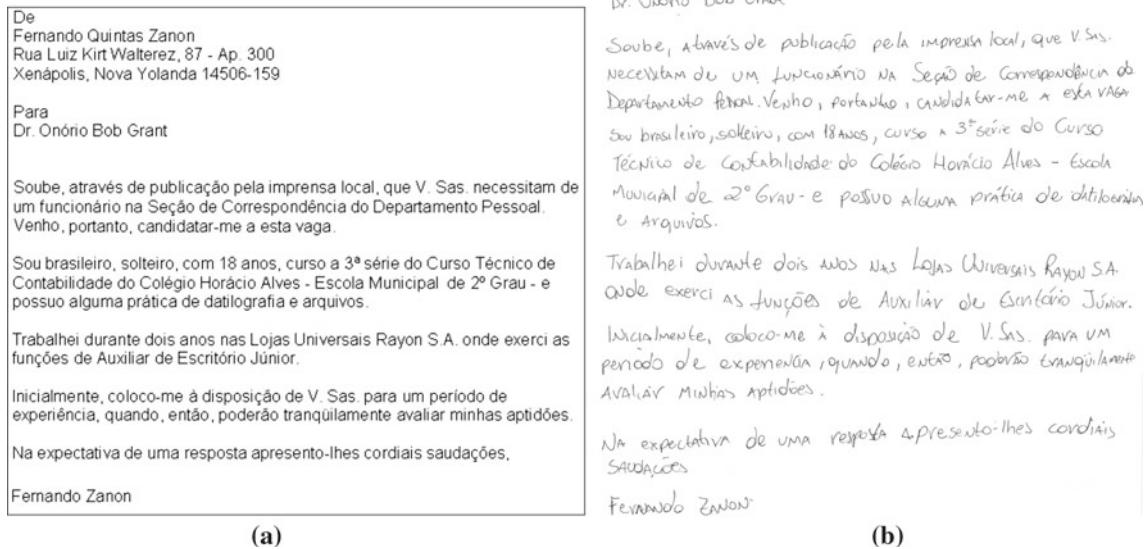 De
Fernando Quintas Zanon
Rua Luiz Kirt Walterez, 87 - Ap. 300
Xenápolis, Nova Yolanda 14506-159
Para
Dr. Onório Bob Grant
Soube, através de publicação pela imprensa local, que V. Sas. necessitam de
um funcionário na Seção de Correspondência do Departamento Pessoal.
Venho, portanto, candidatar-me a esta vaga.
Sou brasileiro, solteiro, com 18 anos, curso a 3ª série do Curso Técnico de
Contabilidade do Colégio Horácio Alves - Escola Municipal de 2º Grau - e
possuo alguma prática de datilografia e arquivos.
Trabalhei durante dois anos nas Lojas Universais Rayon S.A. onde exerci as
funções de Auxiliar de Escritório Júnior.
Inicialmente, coloco-me à disposição de V. Sas. para um período de
experiência, quando, então, poderão tranqüilamente avaliar minhas aptidões.
Na expectativa de uma resposta apresento-lhes cordiais saudações,
Fernando Zanon
(a)
Dr. Onório Bob Grant
Soube, através de publicação pela imprensa local, que V. Sas.
necessitam de um funcionário na Seção de Correspondência do
Departamento Pessoal. Venho, portanto, candidatar-me a esta vaga
Sou brasileiro, solteiro, com 18 anos, curso a 3ª série do Curso
Técnico de Contabilidade do Colégio Horácio Alves - Escola
Municipal de 2º Grau - e possuo alguma prática de datilografia
e arquivos.
Trabalhei durante dois anos nas Lojas Universais Rayon S.A.
onde exerci as funções de Auxiliar de Escritório Júnior.
Inicialmente, coloco-me à disposição de V. Sas. para um
período de experiencia, quando, então, poderão tranqüilamente
avaliar minhas aptidões.
Na expectativa de uma resposta apresento-lhes cordiais
saudações
Fernando Zanon
(b)